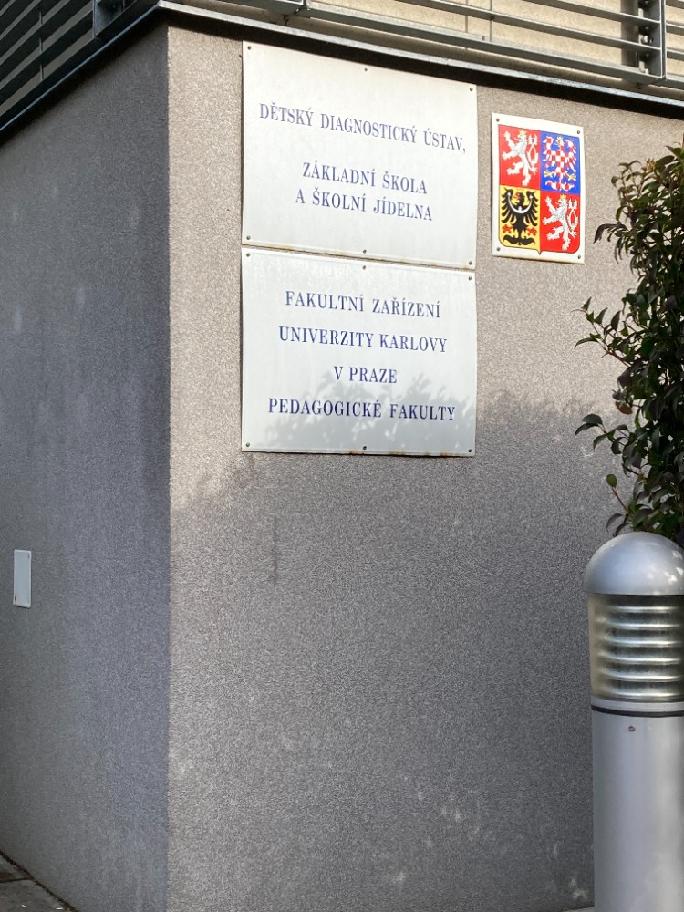 DĚTSKÝ DIAGNOSTICKÝ ÚSTAV,
ZÁKLADNÍ ŠKOLA
A ŠKOLNÍ JÍDELNA
FAKULTNÍ ZAŘÍZENÍ
UNIVERZITY KARLOVY
V PRAZE
PEDAGOGICKÉ FAKULTY